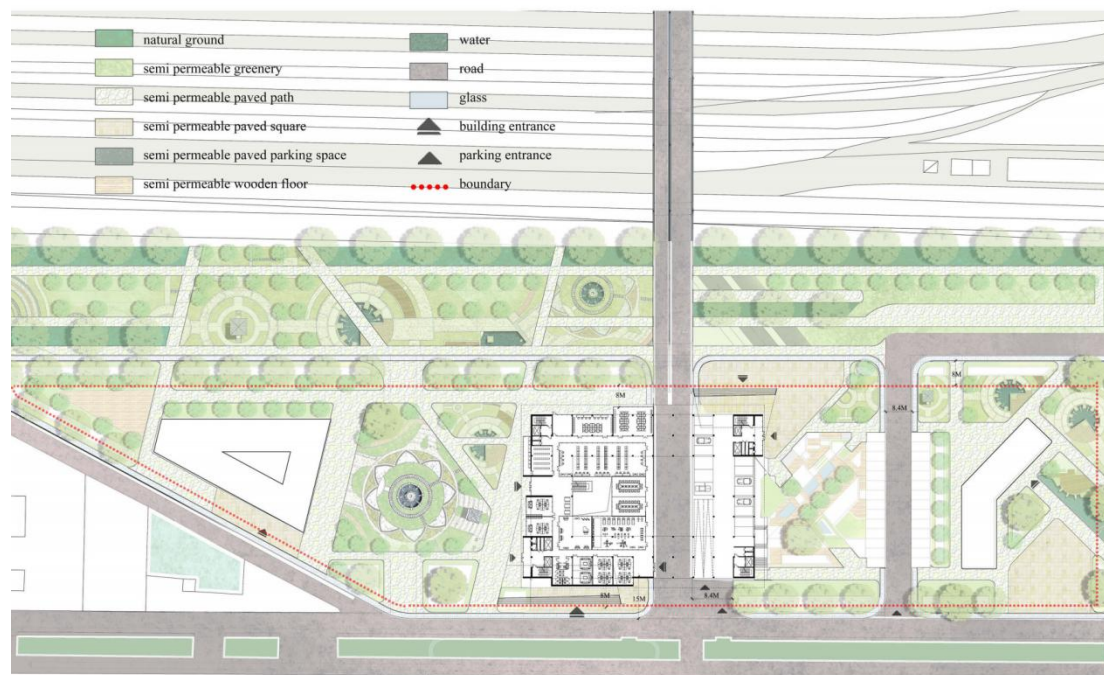 natural ground
semi permeable greenery
semi permeable paved path
semi permeable paved square
semi permeable paved parking space
semi permeable wooden floor
water
road
glass
building entrance
parking entrance
boundary
8M
8M
8.4M
8M
15M
8.4M